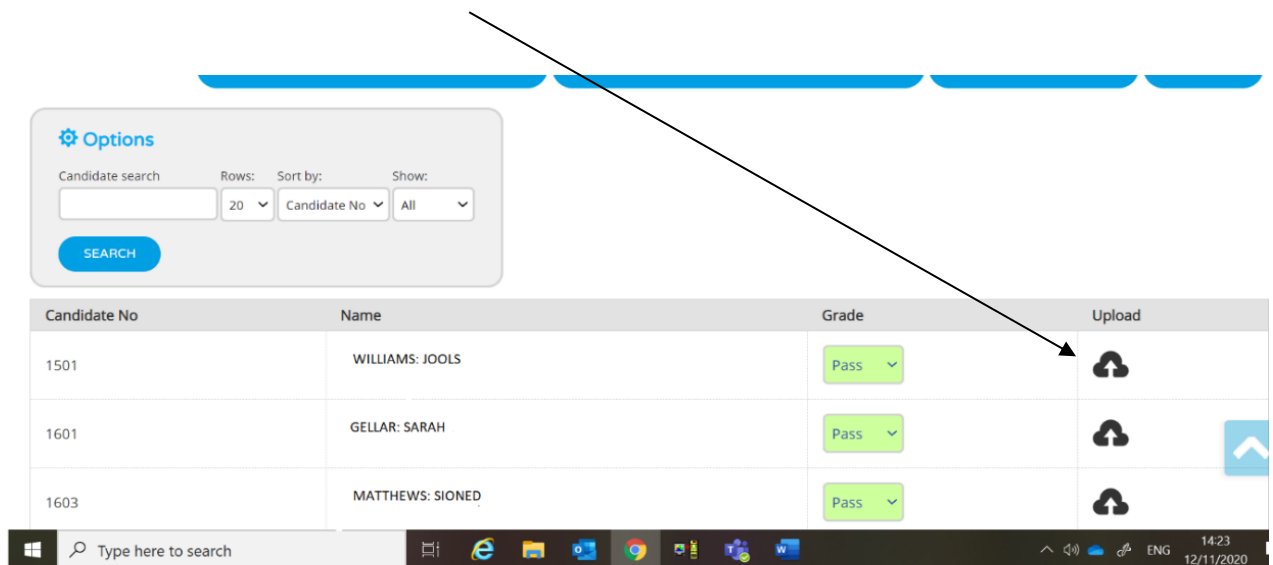 Options
Candidate search Rows: Sort by: Show:
20 Candidate No All
SEARCH
Candidate No Name Grade Upload
1501 WILLIAMS: JOOLS Pass
1601 GELLAR: SARAH Pass
1603 MATTHEWS: SIONED Pass
Type here to search ENG 14:23
12/11/2020